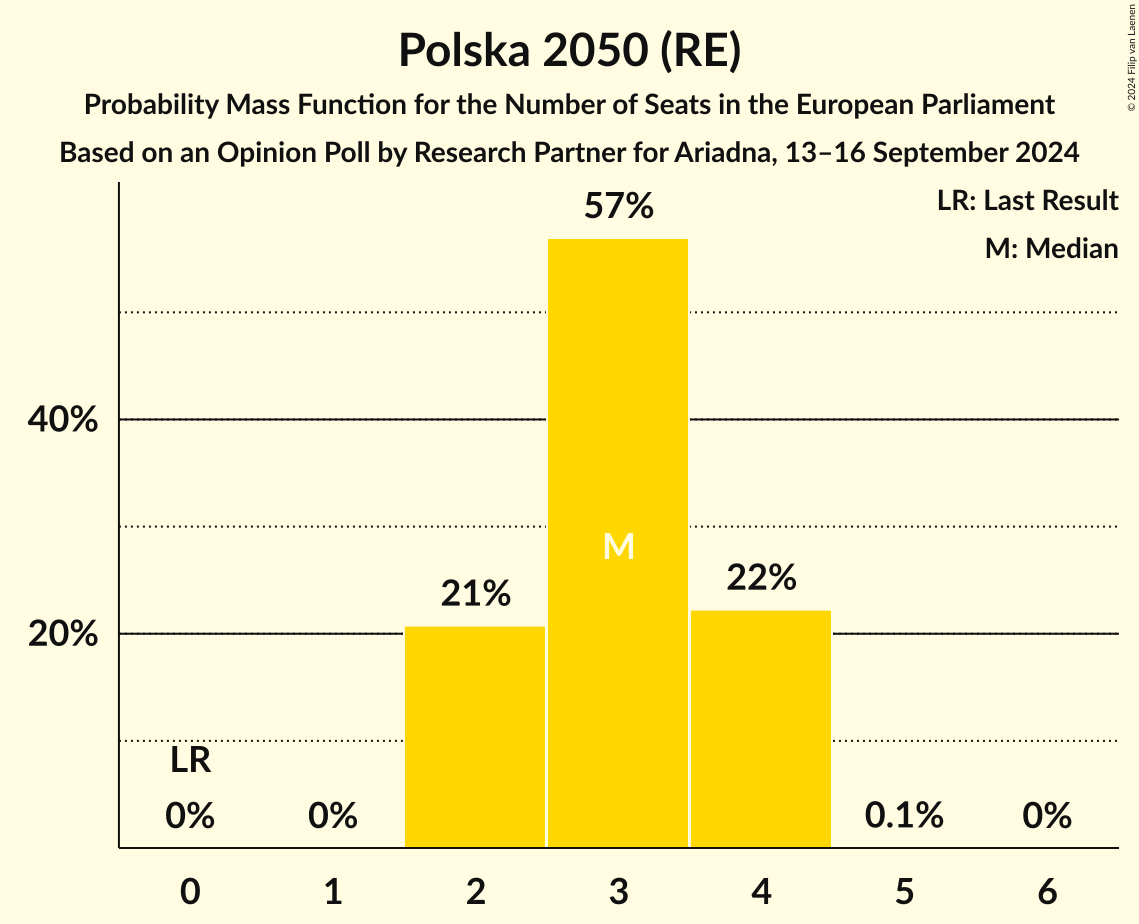 Polska 2050 (RE)
Probability Mass Function for the Number of Seats in the European Parliament
Based on an Opinion Poll by Research Partner for Ariadna, 13–16 September 2024
© 2024 Filip van Laenen
LR: Last Result
M: Median
57%
40%
M
21%
22%
20%
LR
0%
0%
0.1%
0%
0 1 2 3 4 5 6